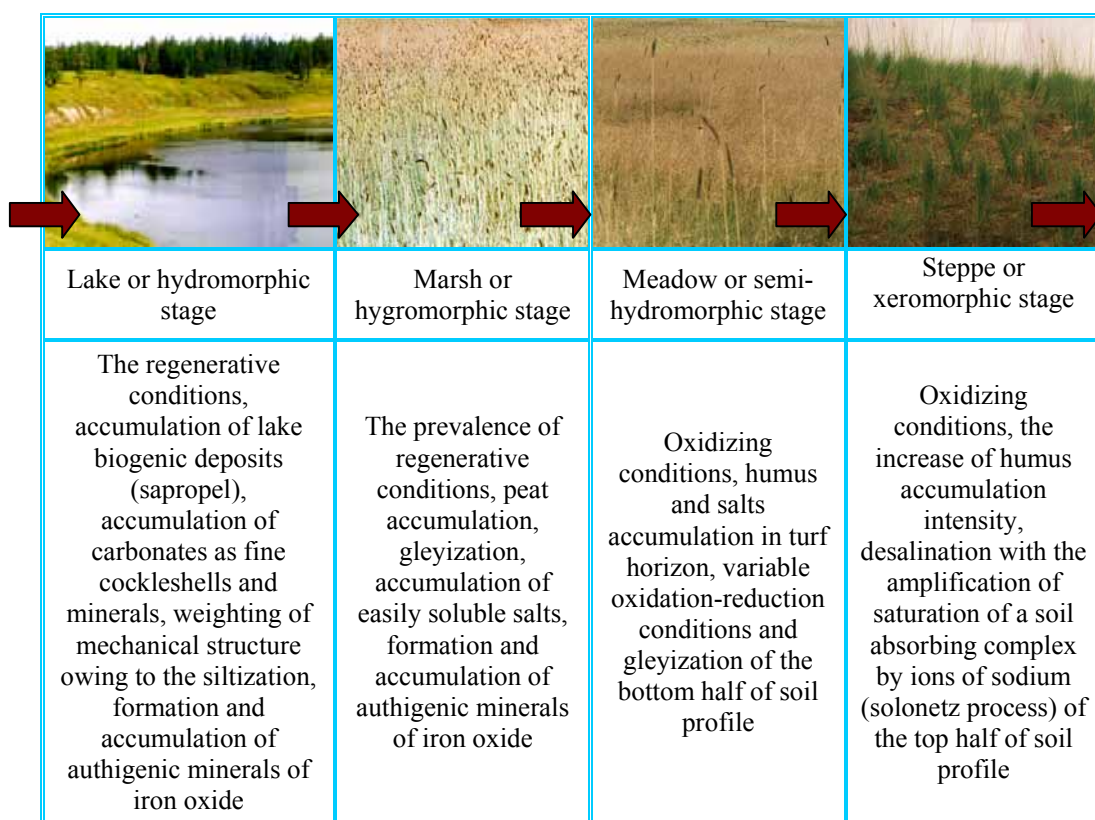 Lake or hydromorphic
stage
Marsh or
hygromorphic stage
Meadow or semi-
hydromorphic stage
Steppe or
xeromorphic stage
The regenerative
conditions,
accumulation of lake
biogenic deposits
(sapropel),
accumulation of
carbonates as fine
cockleshells and
minerals, weighting of
mechanical structure
owing to the siltization,
formation and
accumulation of
authigenic minerals of
iron oxide
The prevalence of
regenerative
conditions, peat
accumulation,
gleyization,
accumulation of
easily soluble salts,
formation and
accumulation of
authigenic minerals
of iron oxide
Oxidizing
conditions, humus
and salts
accumulation in turf
horizon, variable
oxidation-reduction
conditions and
gleyization of the
bottom half of soil
profile
Oxidizing
conditions, the
increase of humus
accumulation
intensity,
desalination with the
amplification of
saturation of a soil
absorbing complex
by ions of sodium
(solonetz process) of
the top half of soil
profile